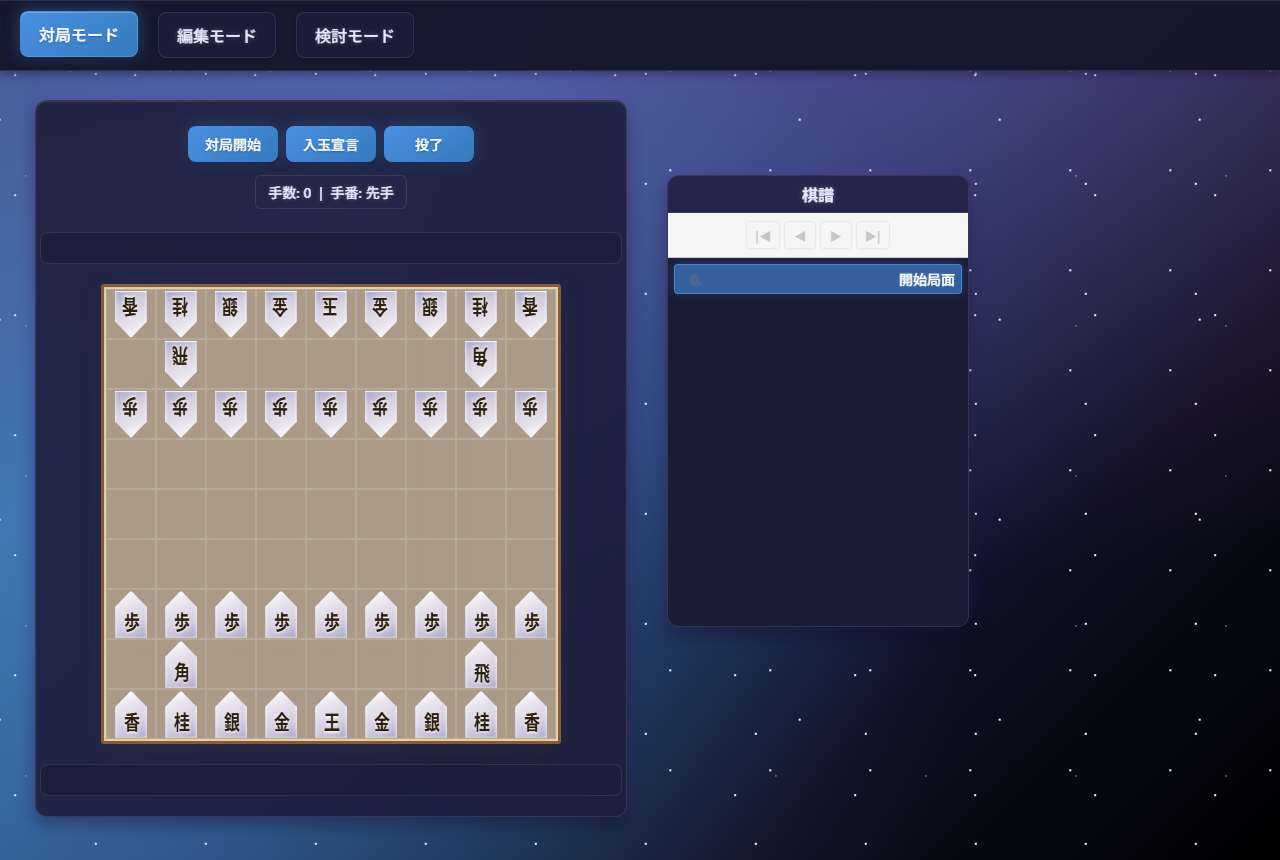 対局モード 編集モード 検討モード
対局開始 入玉宣言 投了
手数: 0 | 手番: 先手
棋譜
|◀ ◀ ▶ ▶|
0. 開始局面
香 桂 銀 金 玉 金 銀 桂 香
飛 角
歩 歩 歩 歩 歩 歩 歩 歩 歩
歩 歩 歩 歩 歩 歩 歩 歩 歩
角 飛
香 桂 銀 金 王 金 銀 桂 香